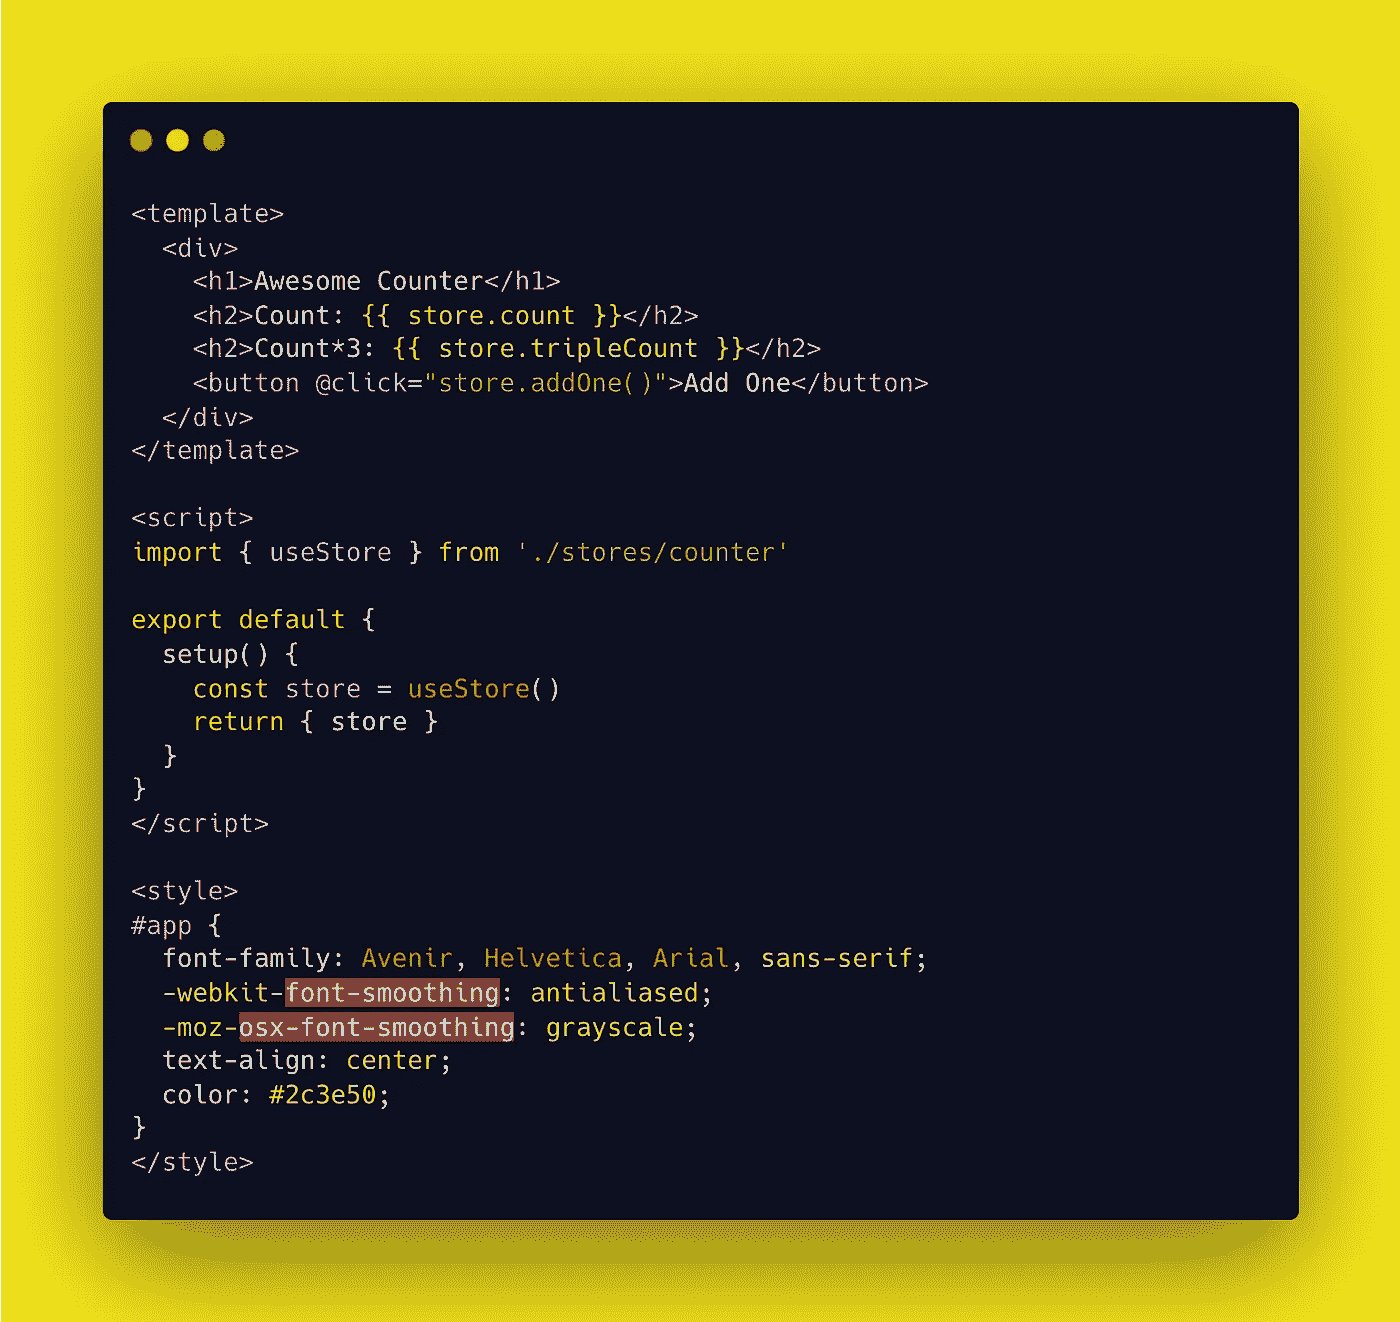 <template>
  <div>
    <h1>Awesome Counter</h1>
    <h2>Count: {{ store.count }}</h2>
    <h2>Count*3: {{ store.tripleCount }}</h2>
    <button @click="store.addOne()">Add One</button>
  </div>
</template>

<script>
import { useStore } from './stores/counter'

export default {
  setup() {
    const store = useStore()
    return { store }
  }
}
</script>

<style>
#app {
  font-family: Avenir, Helvetica, Arial, sans-serif;
  -webkit-font-smoothing: antialiased;
  -moz-osx-font-smoothing: grayscale;
  text-align: center;
  color: #2c3e50;
}
</style>